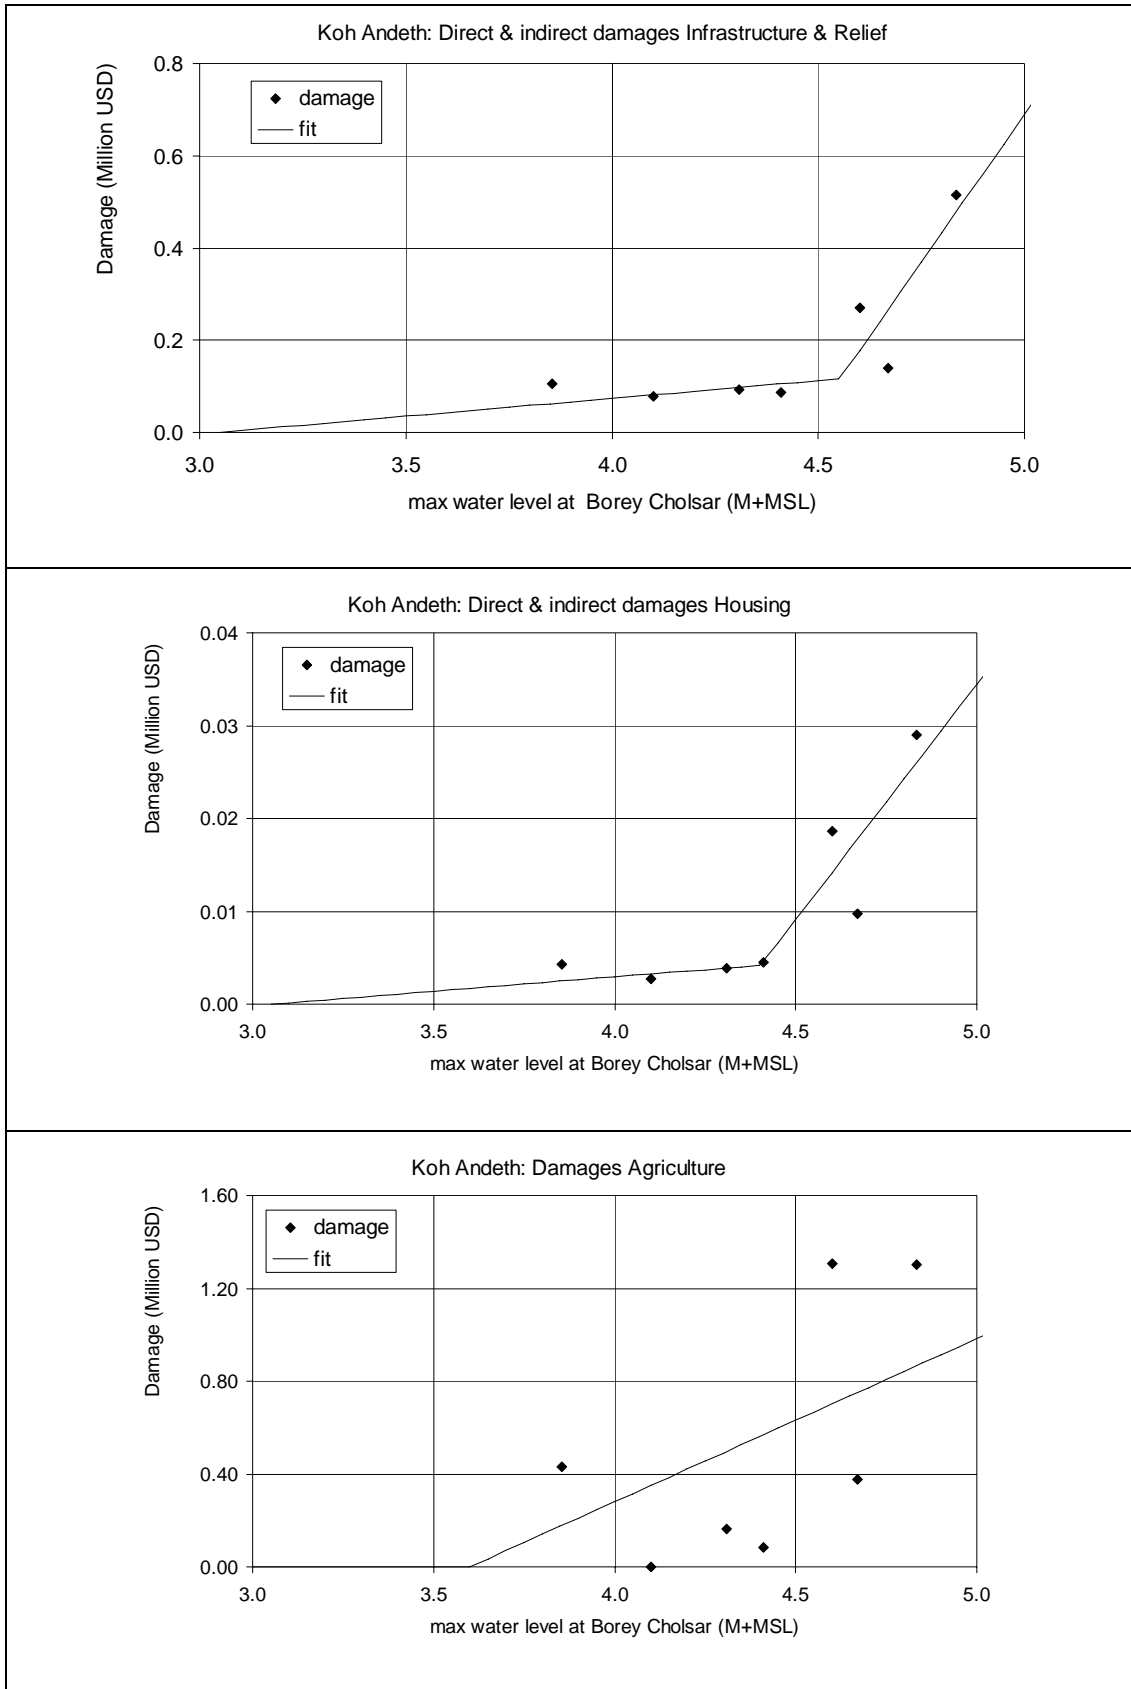 Koh Andeth: Direct & indirect damages Infrastructure & Relief
Damage (Million USD)
0.8
0.6
0.4
0.2
0.0
damage
fit
3.0 3.5 4.0 4.5 5.0
max water level at Borey Cholsar (M+MSL)
Koh Andeth: Direct & indirect damages Housing
Damage (Million USD)
0.04
0.03
0.02
0.01
0.00
damage
fit
3.0 3.5 4.0 4.5 5.0
max water level at Borey Cholsar (M+MSL)
Koh Andeth: Damages Agriculture
Damage (Million USD)
1.60
1.20
0.80
0.40
0.00
damage
fit
3.0 3.5 4.0 4.5 5.0
max water level at Borey Cholsar (M+MSL)